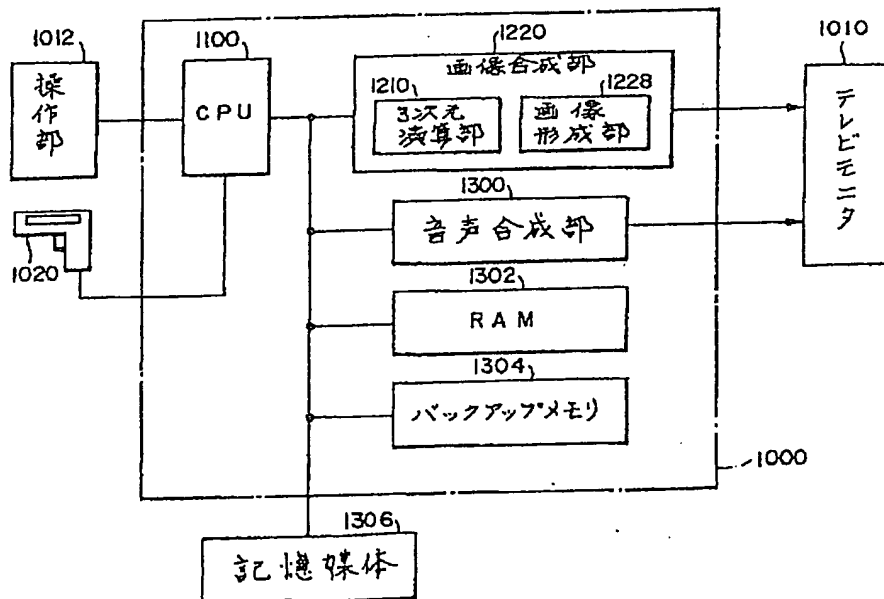 1012
操作部
1100
CPU
1220
画像合成部
1210
3次元
演算部
1228
画像
形成部
1010
テレビモニタ
1020
1300
音声合成部
1302
RAM
1304
バックアップメモリ
1000
1306
記憶媒体